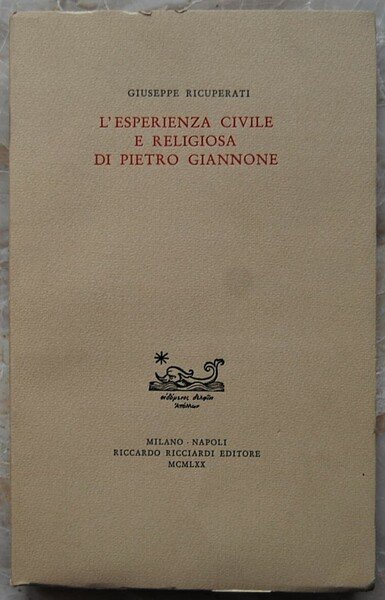 GIUSEPPE RICUPERATI
L'ESPERIENZA CIVILE
E RELIGIOSA
DI PIETRO GIANNONE
MILANO · NAPOLI
RICCARDO RICCIARDI EDITORE
MCMLXX